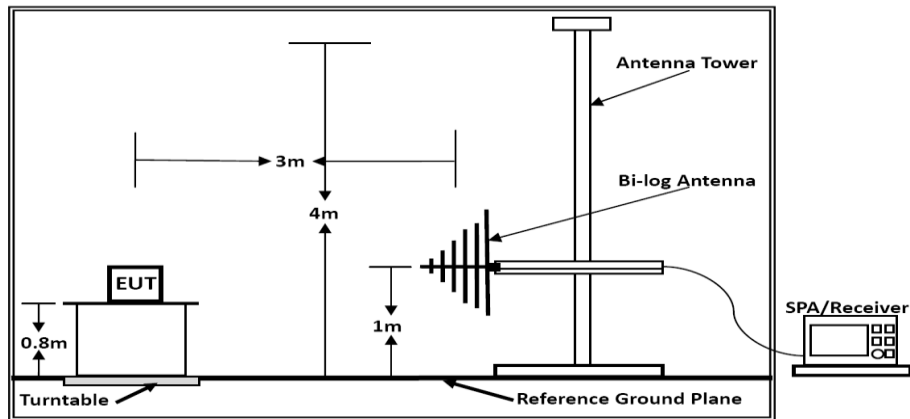 Antenna Tower
3m
Bi-log Antenna
4m
EUT
SPA/Receiver
0.8m
1m
Turntable
Reference Ground Plane